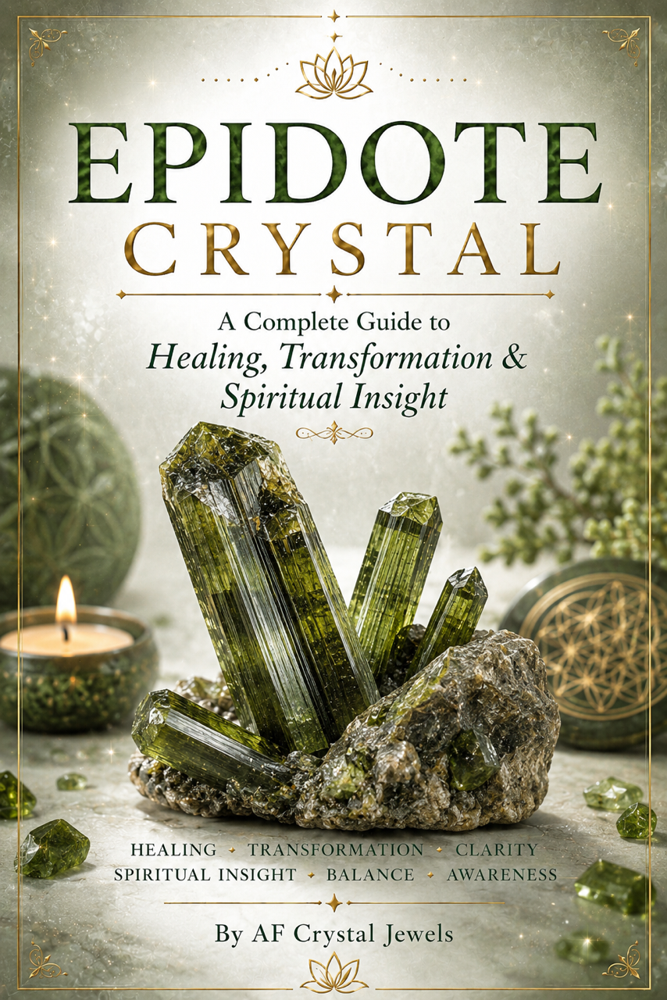 EPIDOTE
CRYSTAL
A Complete Guide to
Healing, Transformation &
Spiritual Insight
HEALING • TRANSFORMATION • CLARITY
SPIRITUAL INSIGHT • BALANCE • AWARENESS
By AF Crystal Jewels